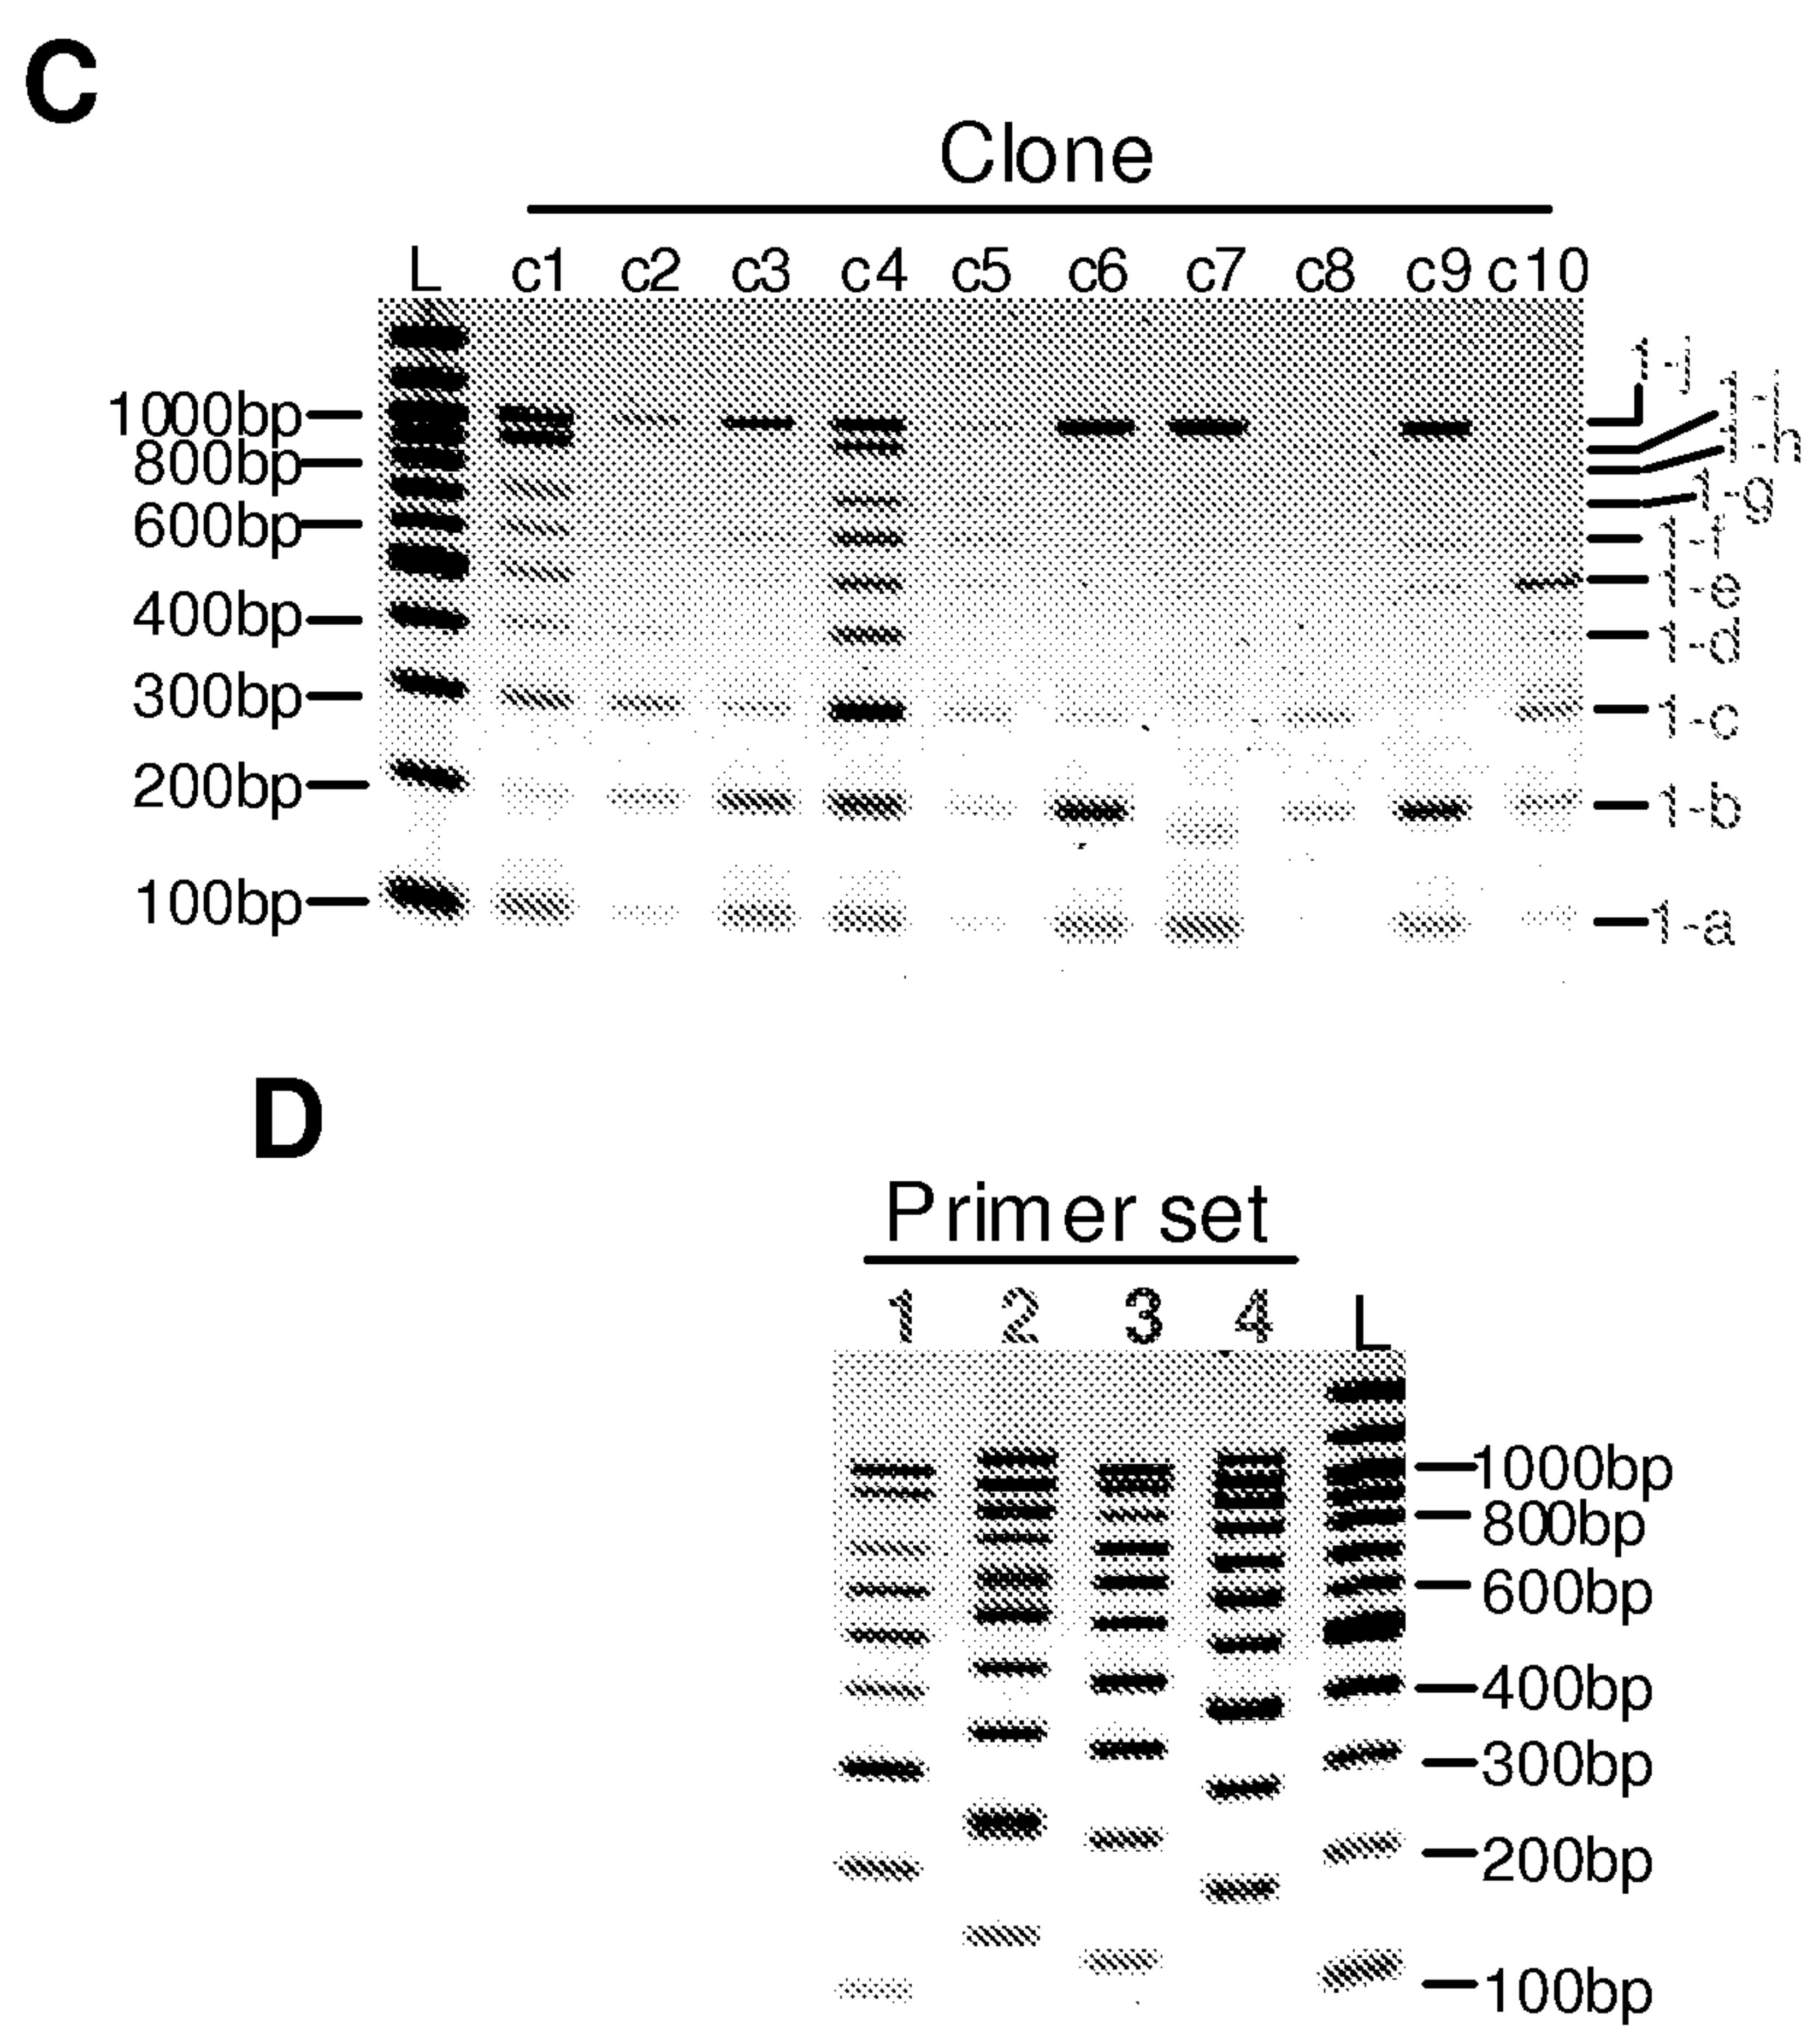 C
Clone
L c1 c2 c3 c4 c5 c6 c7 c8 c9 c10
1000bp
800bp
600bp
400bp
300bp
200bp
100bp
1-g
1-f
1-e
1-d
1-c
1-b
1-a
D
Primer set
1 2 3 4 L
1000bp
800bp
600bp
400bp
300bp
200bp
100bp